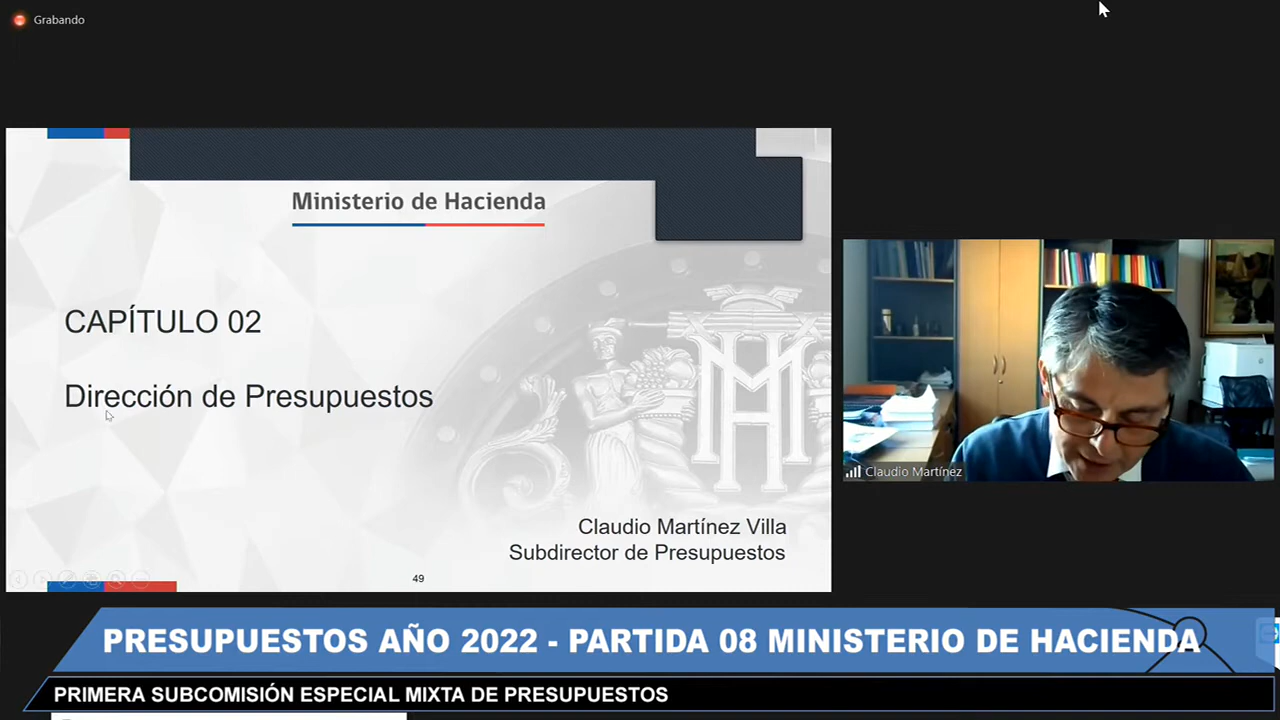 Grabando
Ministerio de Hacienda
CAPÍTULO 02
Dirección de Presupuestos
Claudio Martínez Villa
Subdirector de Presupuestos
49
Claudio Martínez
PRESUPUESTOS AÑO 2022 - PARTIDA 08 MINISTERIO DE HACIENDA
PRIMERA SUBCOMISIÓN ESPECIAL MIXTA DE PRESUPUESTOS